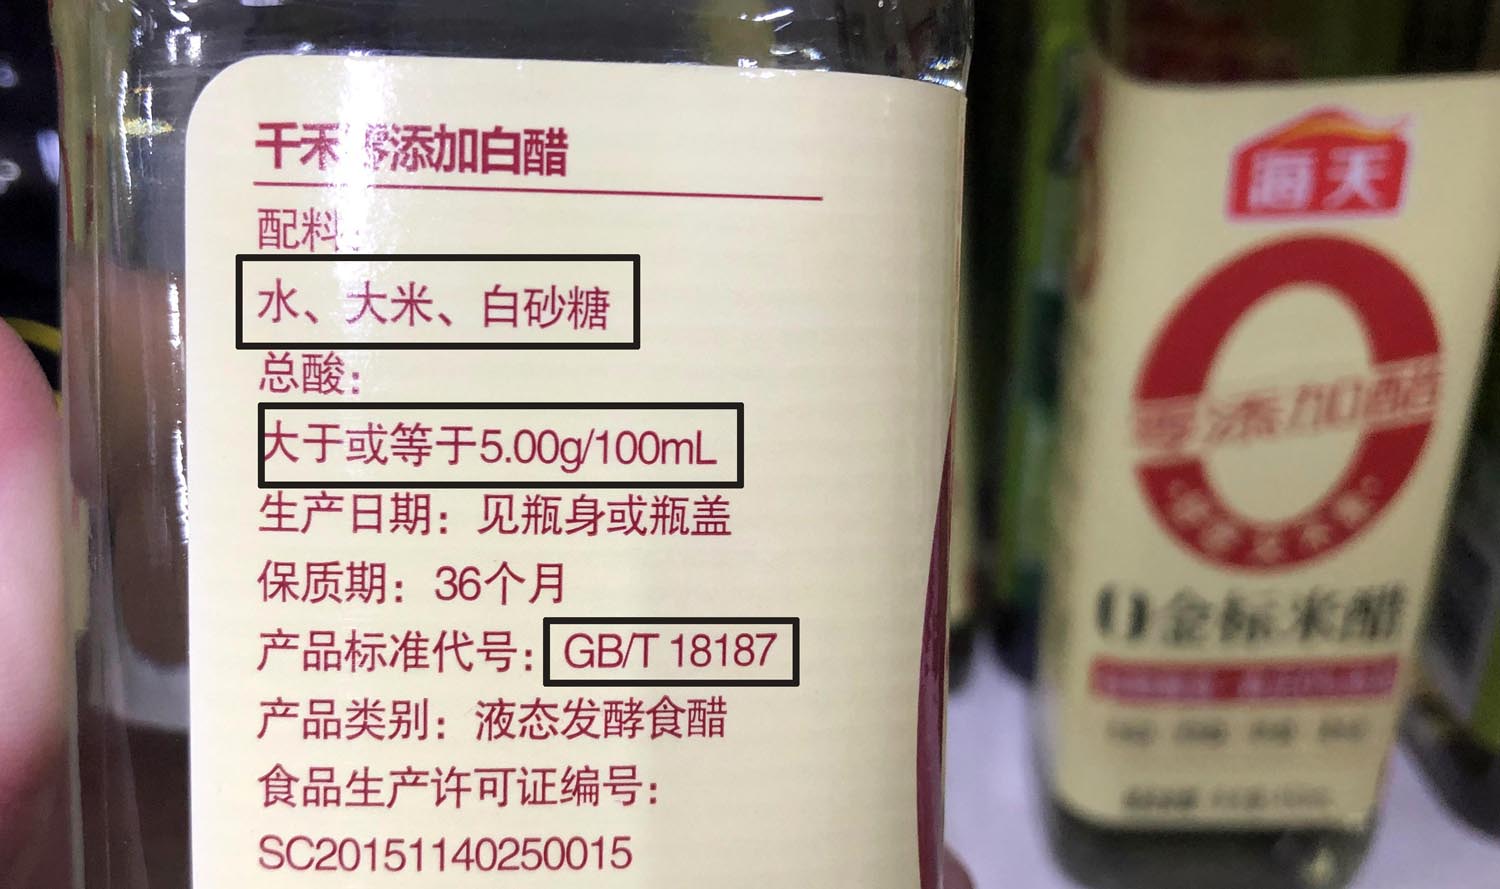 千禾零添加白醋
配料:
水、大米、白砂糖
总酸:
大于或等于5.00g/100mL
生产日期: 见瓶身或瓶盖
保质期: 36个月
产品标准代号: GB/T 18187
产品类别: 液态发酵食醋
食品生产许可证编号:
SC20151140250015
海天
零添加醋
0金标米醋